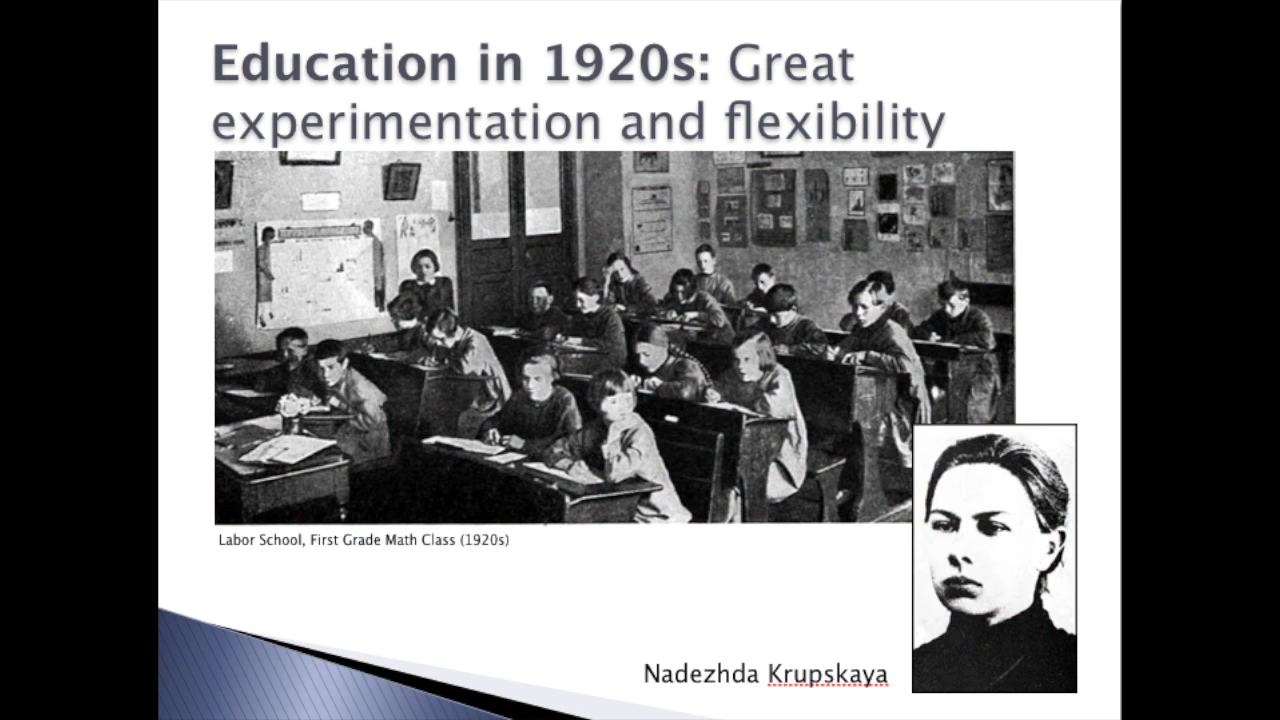 Education in 1920s: Great
experimentation and flexibility
Labor School, First Grade Math Class (1920s)
Nadezhda Krupskaya